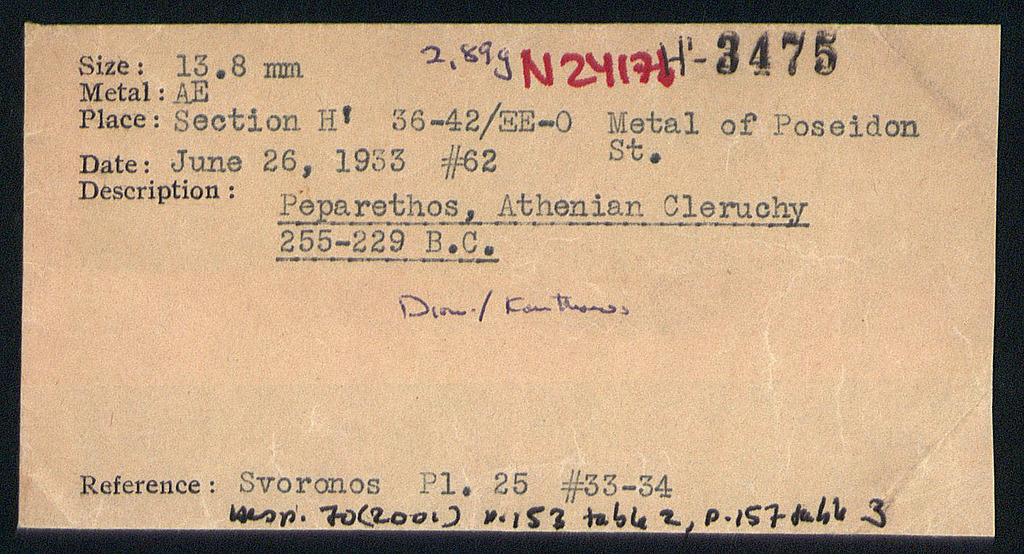 2,89g N24176 H'-3475
Size: 13.8 mm
Metal: AE
Place: Section H' 36-42/EE-O Metal of Poseidon St.
Date: June 26, 1933 #62
Description:
Peparethos, Athenian Cleruchy
255-229 B.C.
Dion./ Kantharos
Reference: Svoronos Pl. 25 #33-34
Hesp. 70(2001) p.153 table 2, p.157 table 3